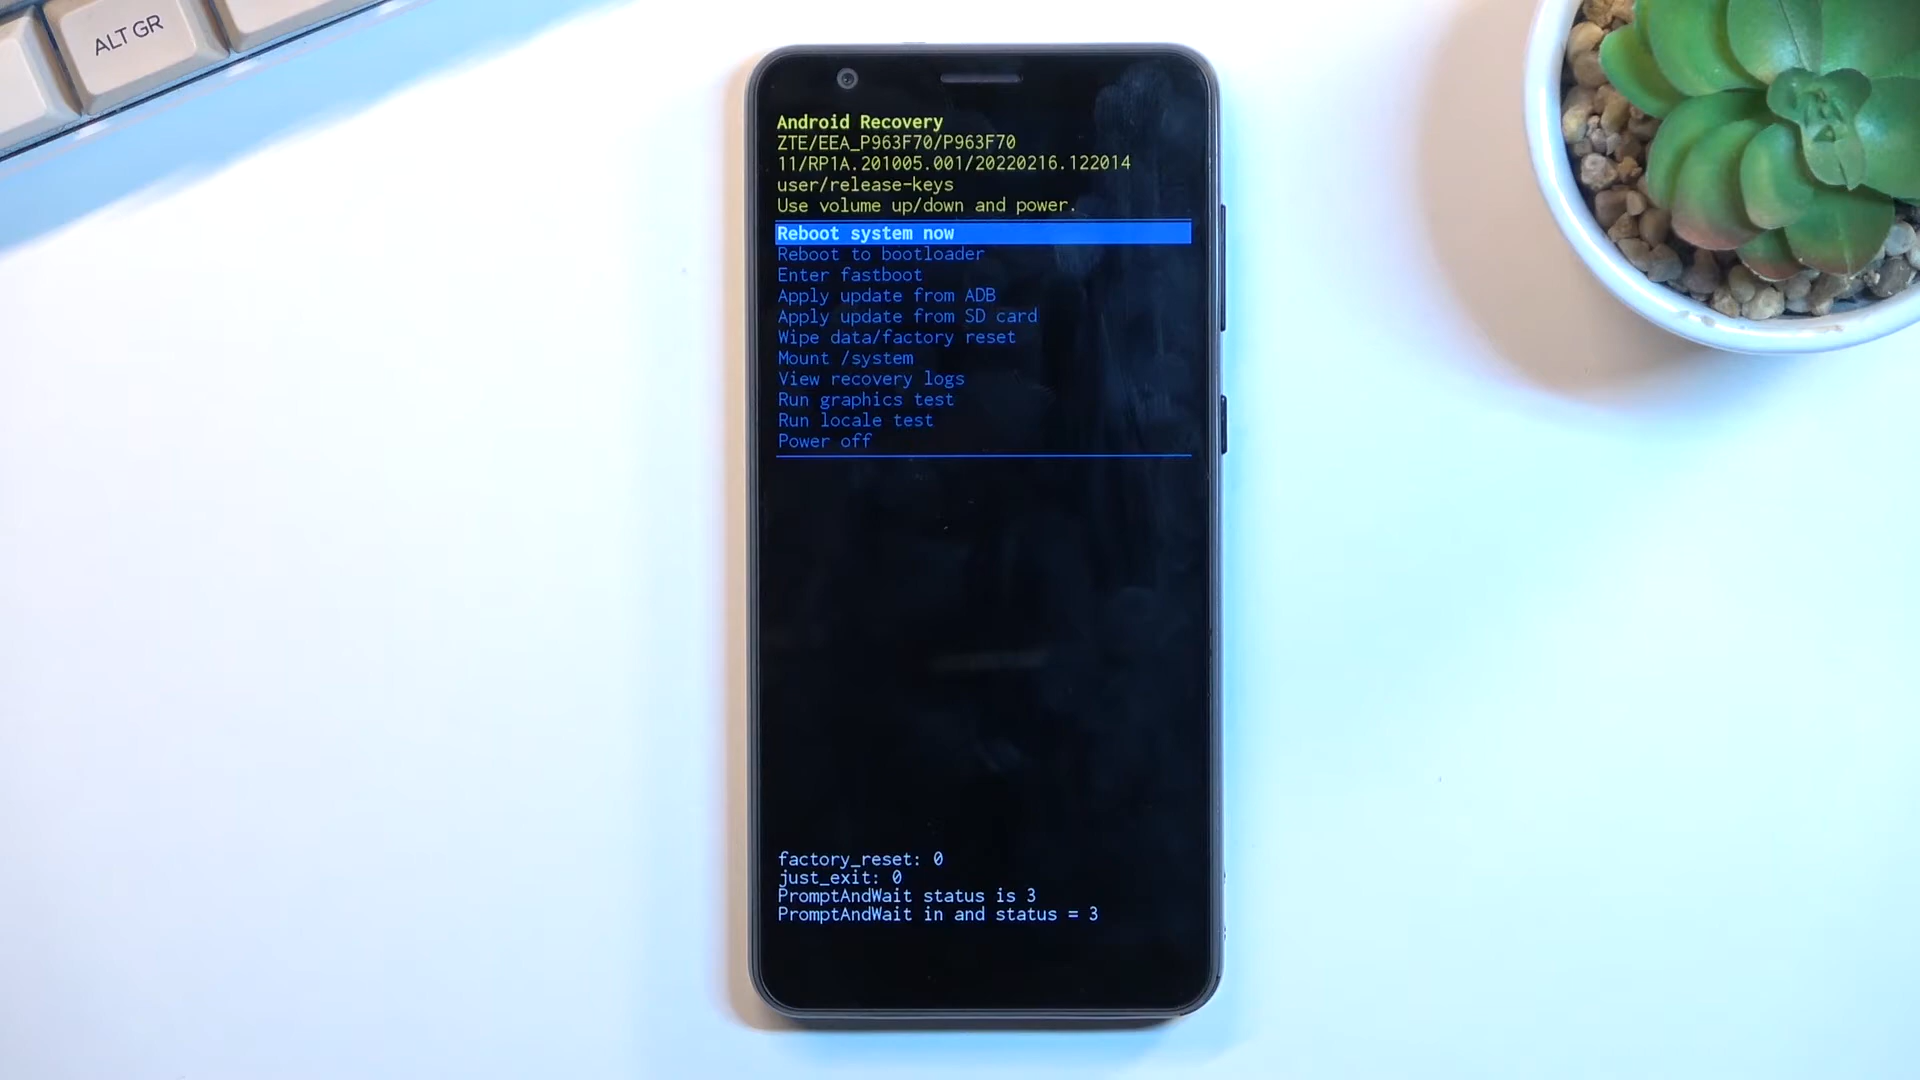 ALT GR
Android Recovery
ZTE/EEA_P963F70/P963F70
11/RP1A.201005.001/20220216.122014
user/release-keys
Use volume up/down and power.
Reboot system now
Reboot to bootloader
Enter fastboot
Apply update from ADB
Apply update from SD card
Wipe data/factory reset
Mount /system
View recovery logs
Run graphics test
Run locale test
Power off
factory_reset: 0
just_exit: 0
PromptAndWait status is 3
PromptAndWait in and status = 3